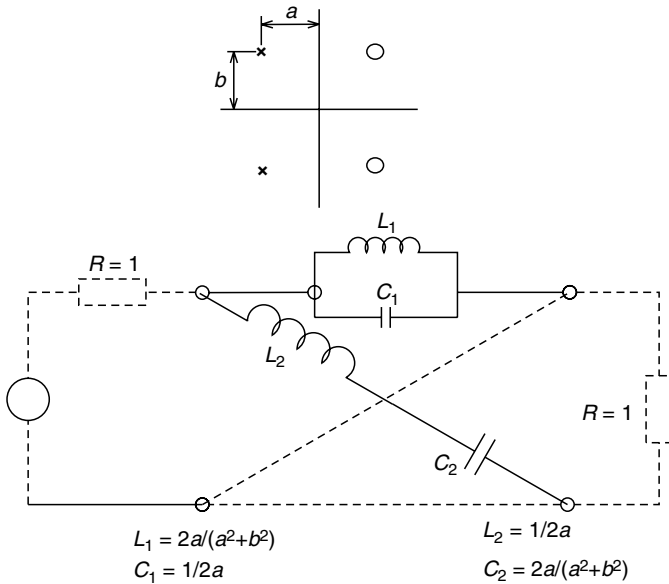 a
b
L₁
R = 1
C₁
L₂
R = 1
C₂
L₁ = 2a/(a²+b²)
C₁ = 1/2a
L₂ = 1/2a
C₂ = 2a/(a²+b²)